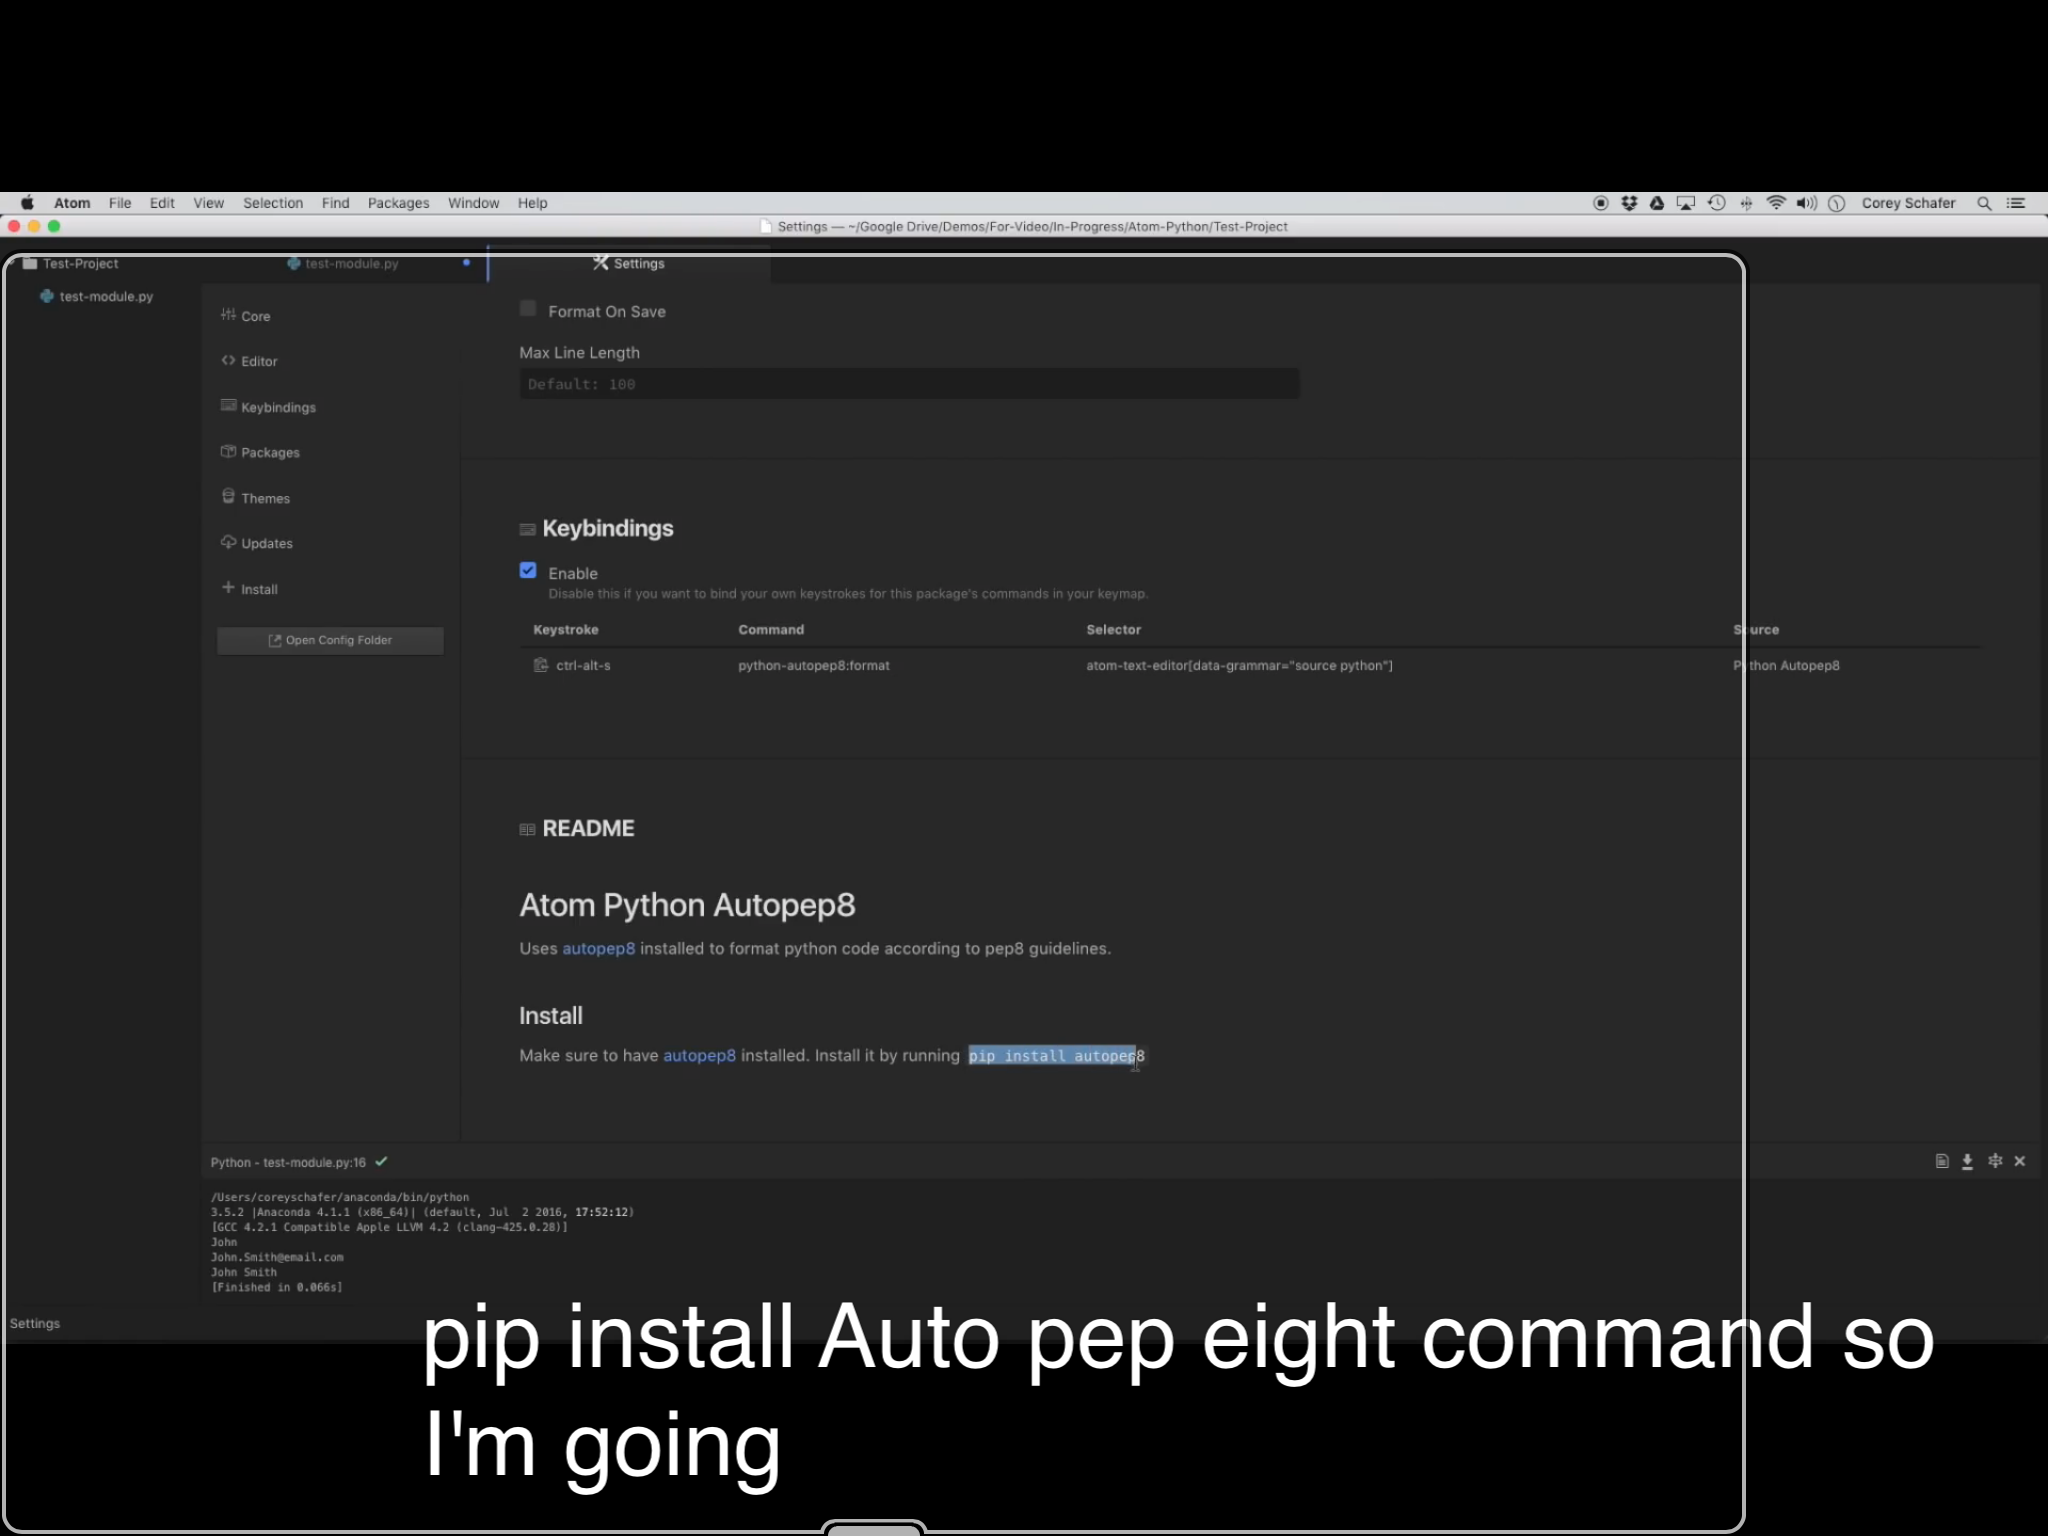 Atom File Edit View Selection Find Packages Window Help Corey Schafer
Settings — ~/Google Drive/Demos/For-Video/In-Progress/Atom-Python/Test-Project
Test-Project
test-module.py
Settings
test-module.py
Core
Editor
Keybindings
Packages
Themes
Updates
Install
Open Config Folder
Format On Save
Max Line Length
Default: 100
Keybindings
Enable
Disable this if you want to bind your own keystrokes for this package's commands in your keymap.
Keystroke Command Selector Source
ctrl-alt-s python-autopep8:format atom-text-editor[data-grammar="source python"] Python Autopep8
README
Atom Python Autopep8
Uses autopep8 installed to format python code according to pep8 guidelines.
Install
Make sure to have autopep8 installed. Install it by running pip install autopep8
Python - test-module.py:16
/Users/coreyschafer/anaconda/bin/python
3.5.2 |Anaconda 4.1.1 (x86_64)| (default, Jul  2 2016, 17:52:12)
[GCC 4.2.1 Compatible Apple LLVM 4.2 (clang-425.0.28)]
John
John.Smith@email.com
John Smith
[Finished in 0.066s]
Settings
pip install Auto pep eight command so
I'm going